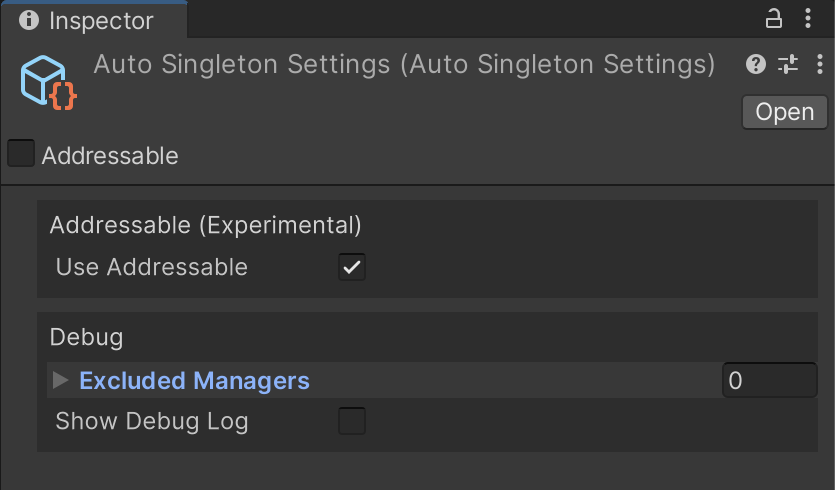 Inspector
Auto Singleton Settings (Auto Singleton Settings)
Open
Addressable
Addressable (Experimental)
Use Addressable
Debug
Excluded Managers 0
Show Debug Log